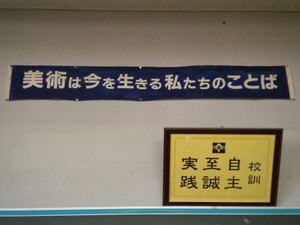 美術は今を生きる私たちのことば
校訓
自主
至誠
実践